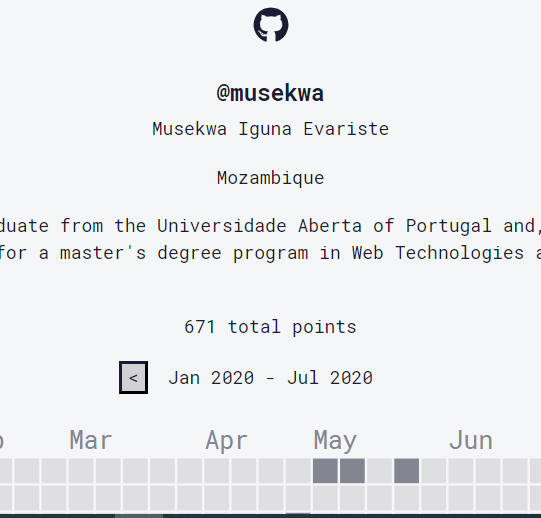 @musekwa
Musekwa Iguna Evariste
Mozambique
duate from the Universidade Aberta of Portugal and,
for a master's degree program in Web Technologies a
671 total points
< Jan 2020 - Jul 2020
Mar Apr May Jun